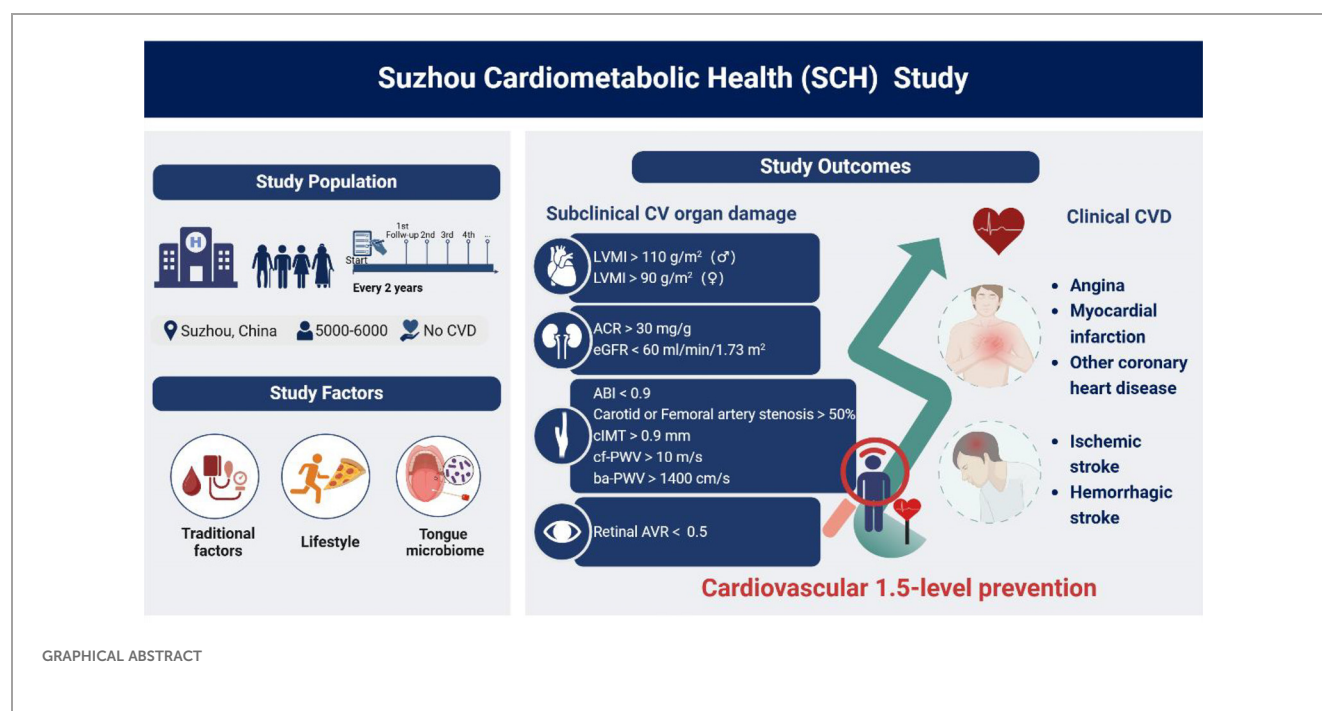 Suzhou Cardiometabolic Health (SCH) Study
Study Population
H
Start
1st
Follw-up 2nd 3rd 4th ...
Every 2 years
Suzhou, China 5000-6000 No CVD
Study Factors
Traditional
factors
Lifestyle
Tongue
microbiome
Study Outcomes
Subclinical CV organ damage
LVMI > 110 g/m² (♂)
LVMI > 90 g/m² (♀)
ACR > 30 mg/g
eGFR < 60 ml/min/1.73 m²
ABI < 0.9
Carotid or Femoral artery stenosis > 50%
cIMT > 0.9 mm
cf-PWV > 10 m/s
ba-PWV > 1400 cm/s
Retinal AVR < 0.5
Clinical CVD
• Angina
• Myocardial
infarction
• Other coronary
heart disease
• Ischemic
stroke
• Hemorrhagic
stroke
Cardiovascular 1.5-level prevention
GRAPHICAL ABSTRACT